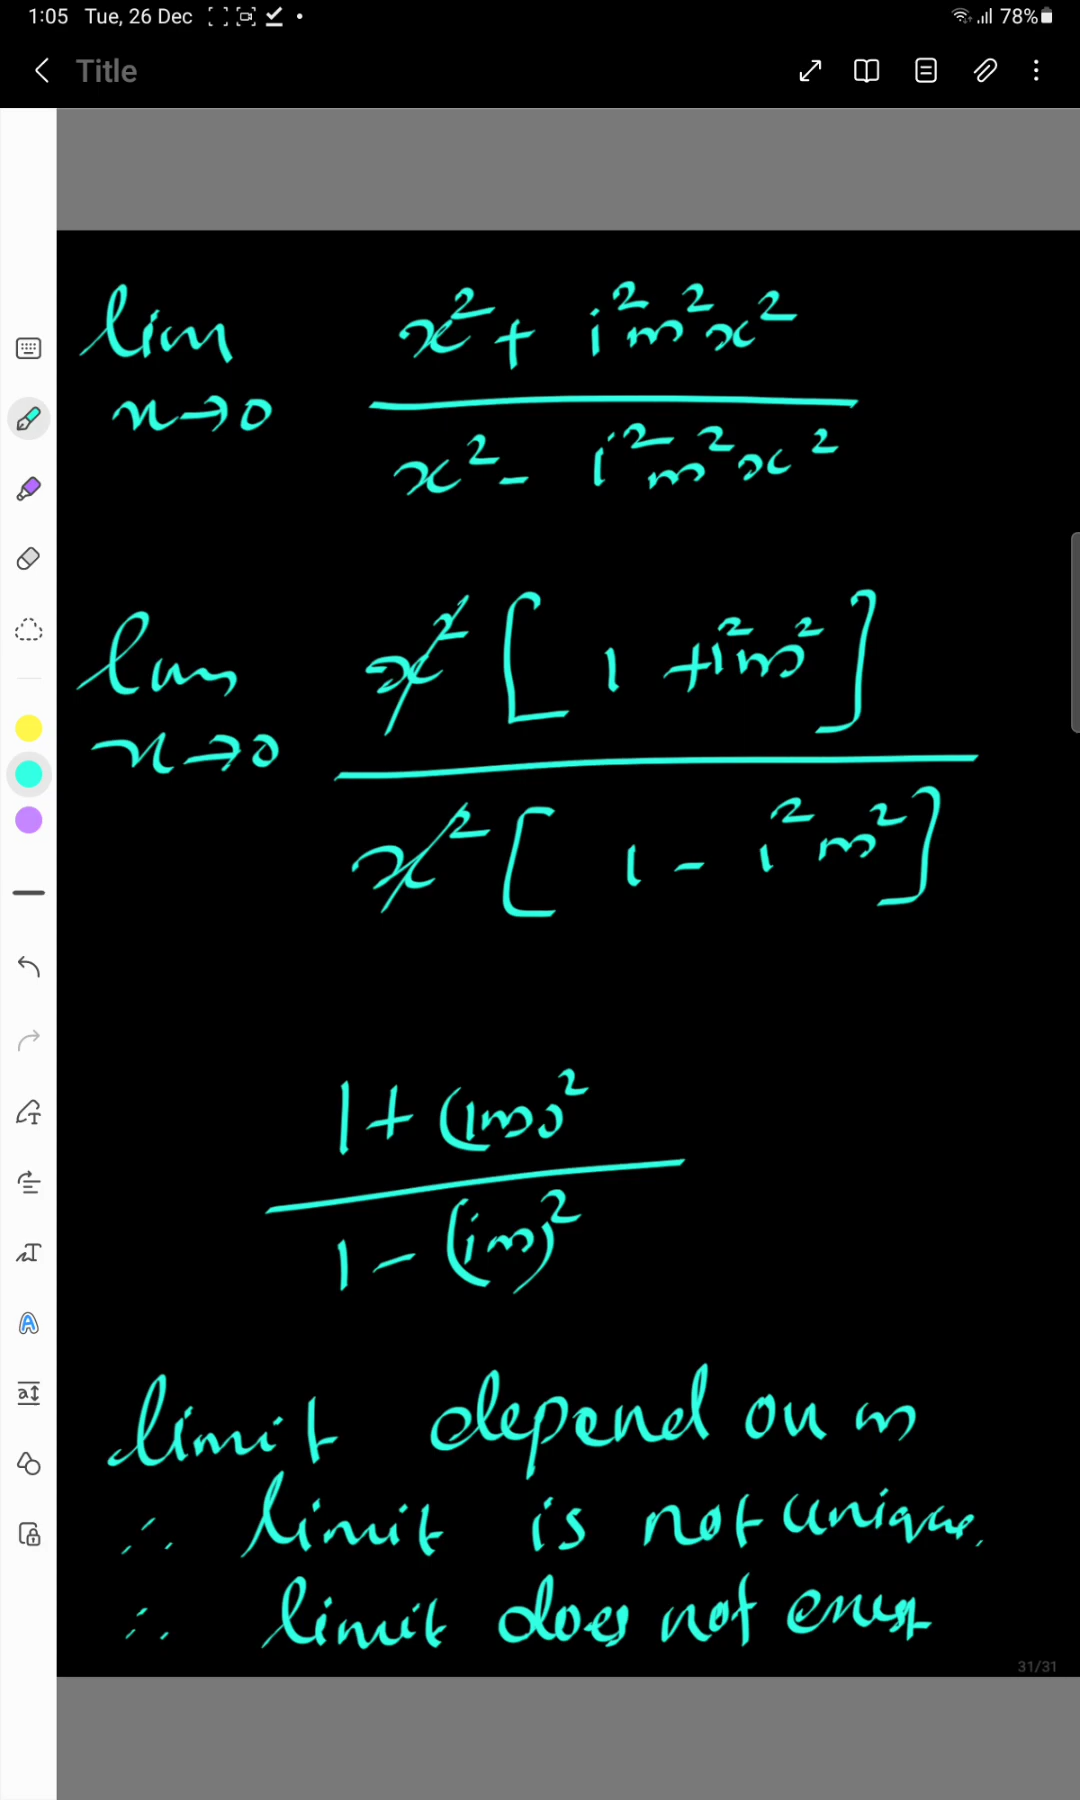 1:05 Tue, 26 Dec 78%
Title
lim x² + i²m²x²
x→0 x² - i²m²x²
lim x² [ 1 + i²m² ]
x→0 x² [ 1 - i²m² ]
1 + (im)²
1 - (im)²
limit depend on m
∴ limit is not unique.
∴ limit does not exist
31/31